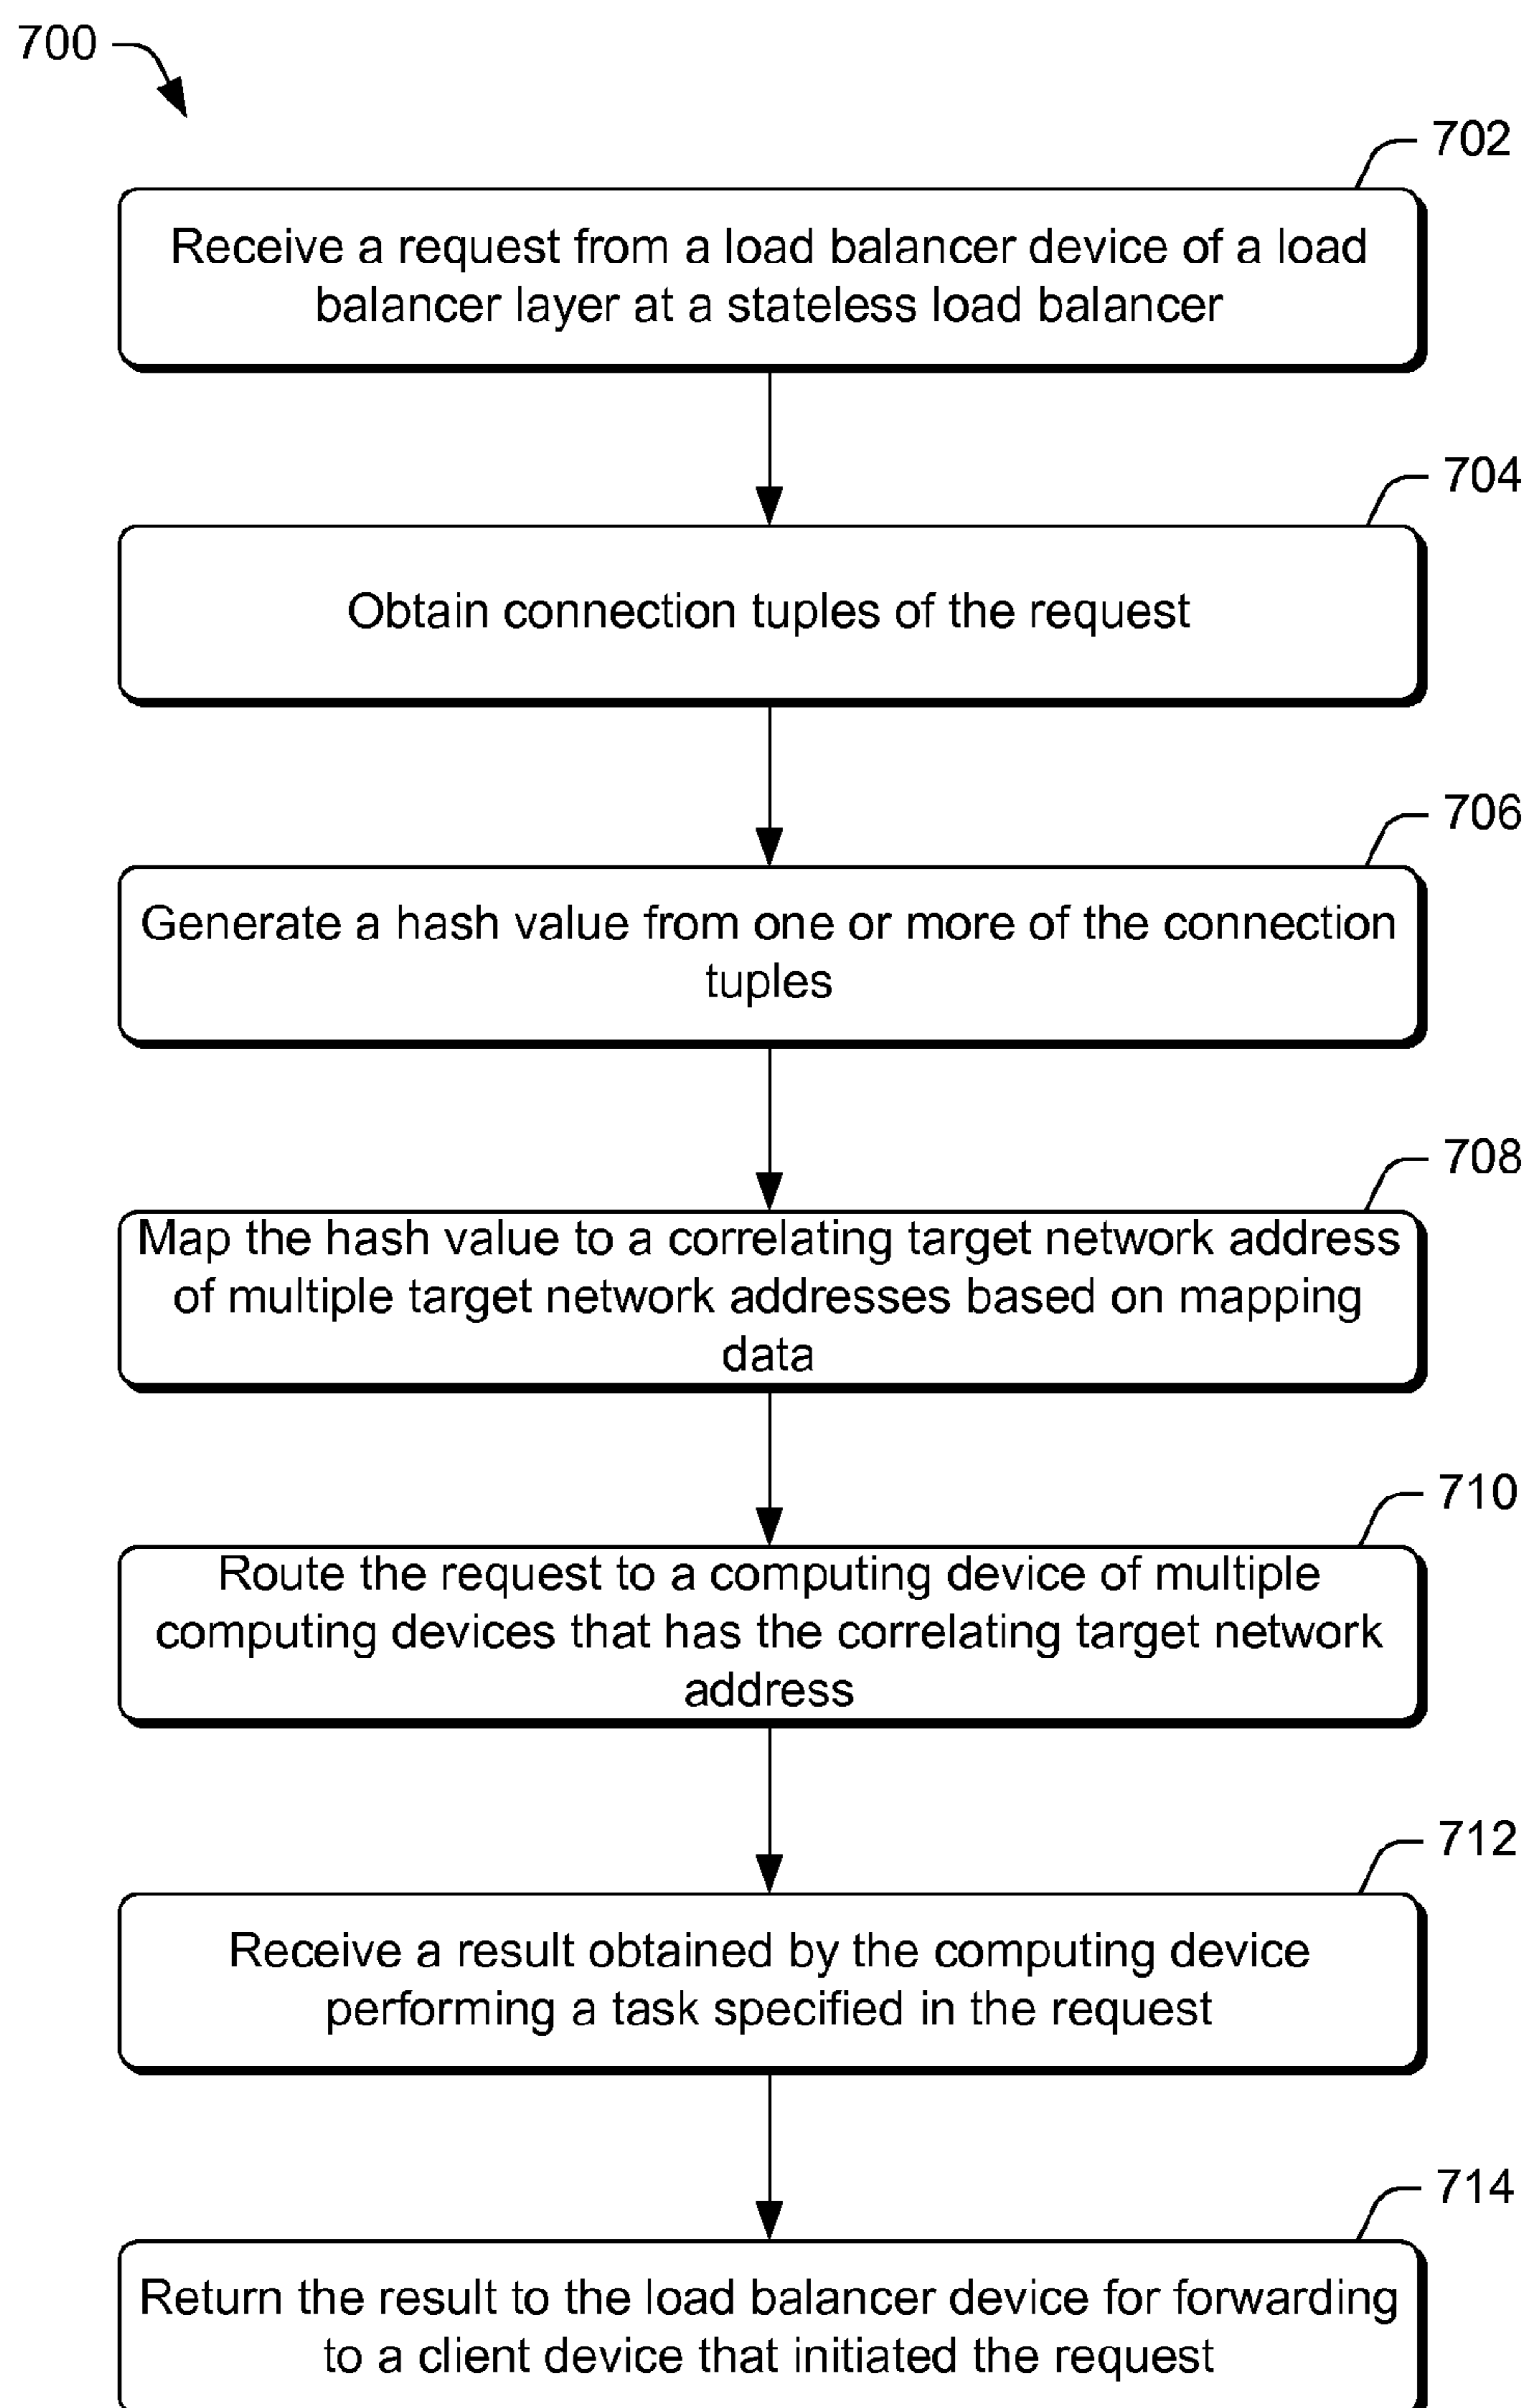 700
702
Receive a request from a load balancer device of a load
balancer layer at a stateless load balancer
704
Obtain connection tuples of the request
706
Generate a hash value from one or more of the connection
tuples
708
Map the hash value to a correlating target network address
of multiple target network addresses based on mapping
data
710
Route the request to a computing device of multiple
computing devices that has the correlating target network
address
712
Receive a result obtained by the computing device
performing a task specified in the request
714
Return the result to the load balancer device for forwarding
to a client device that initiated the request